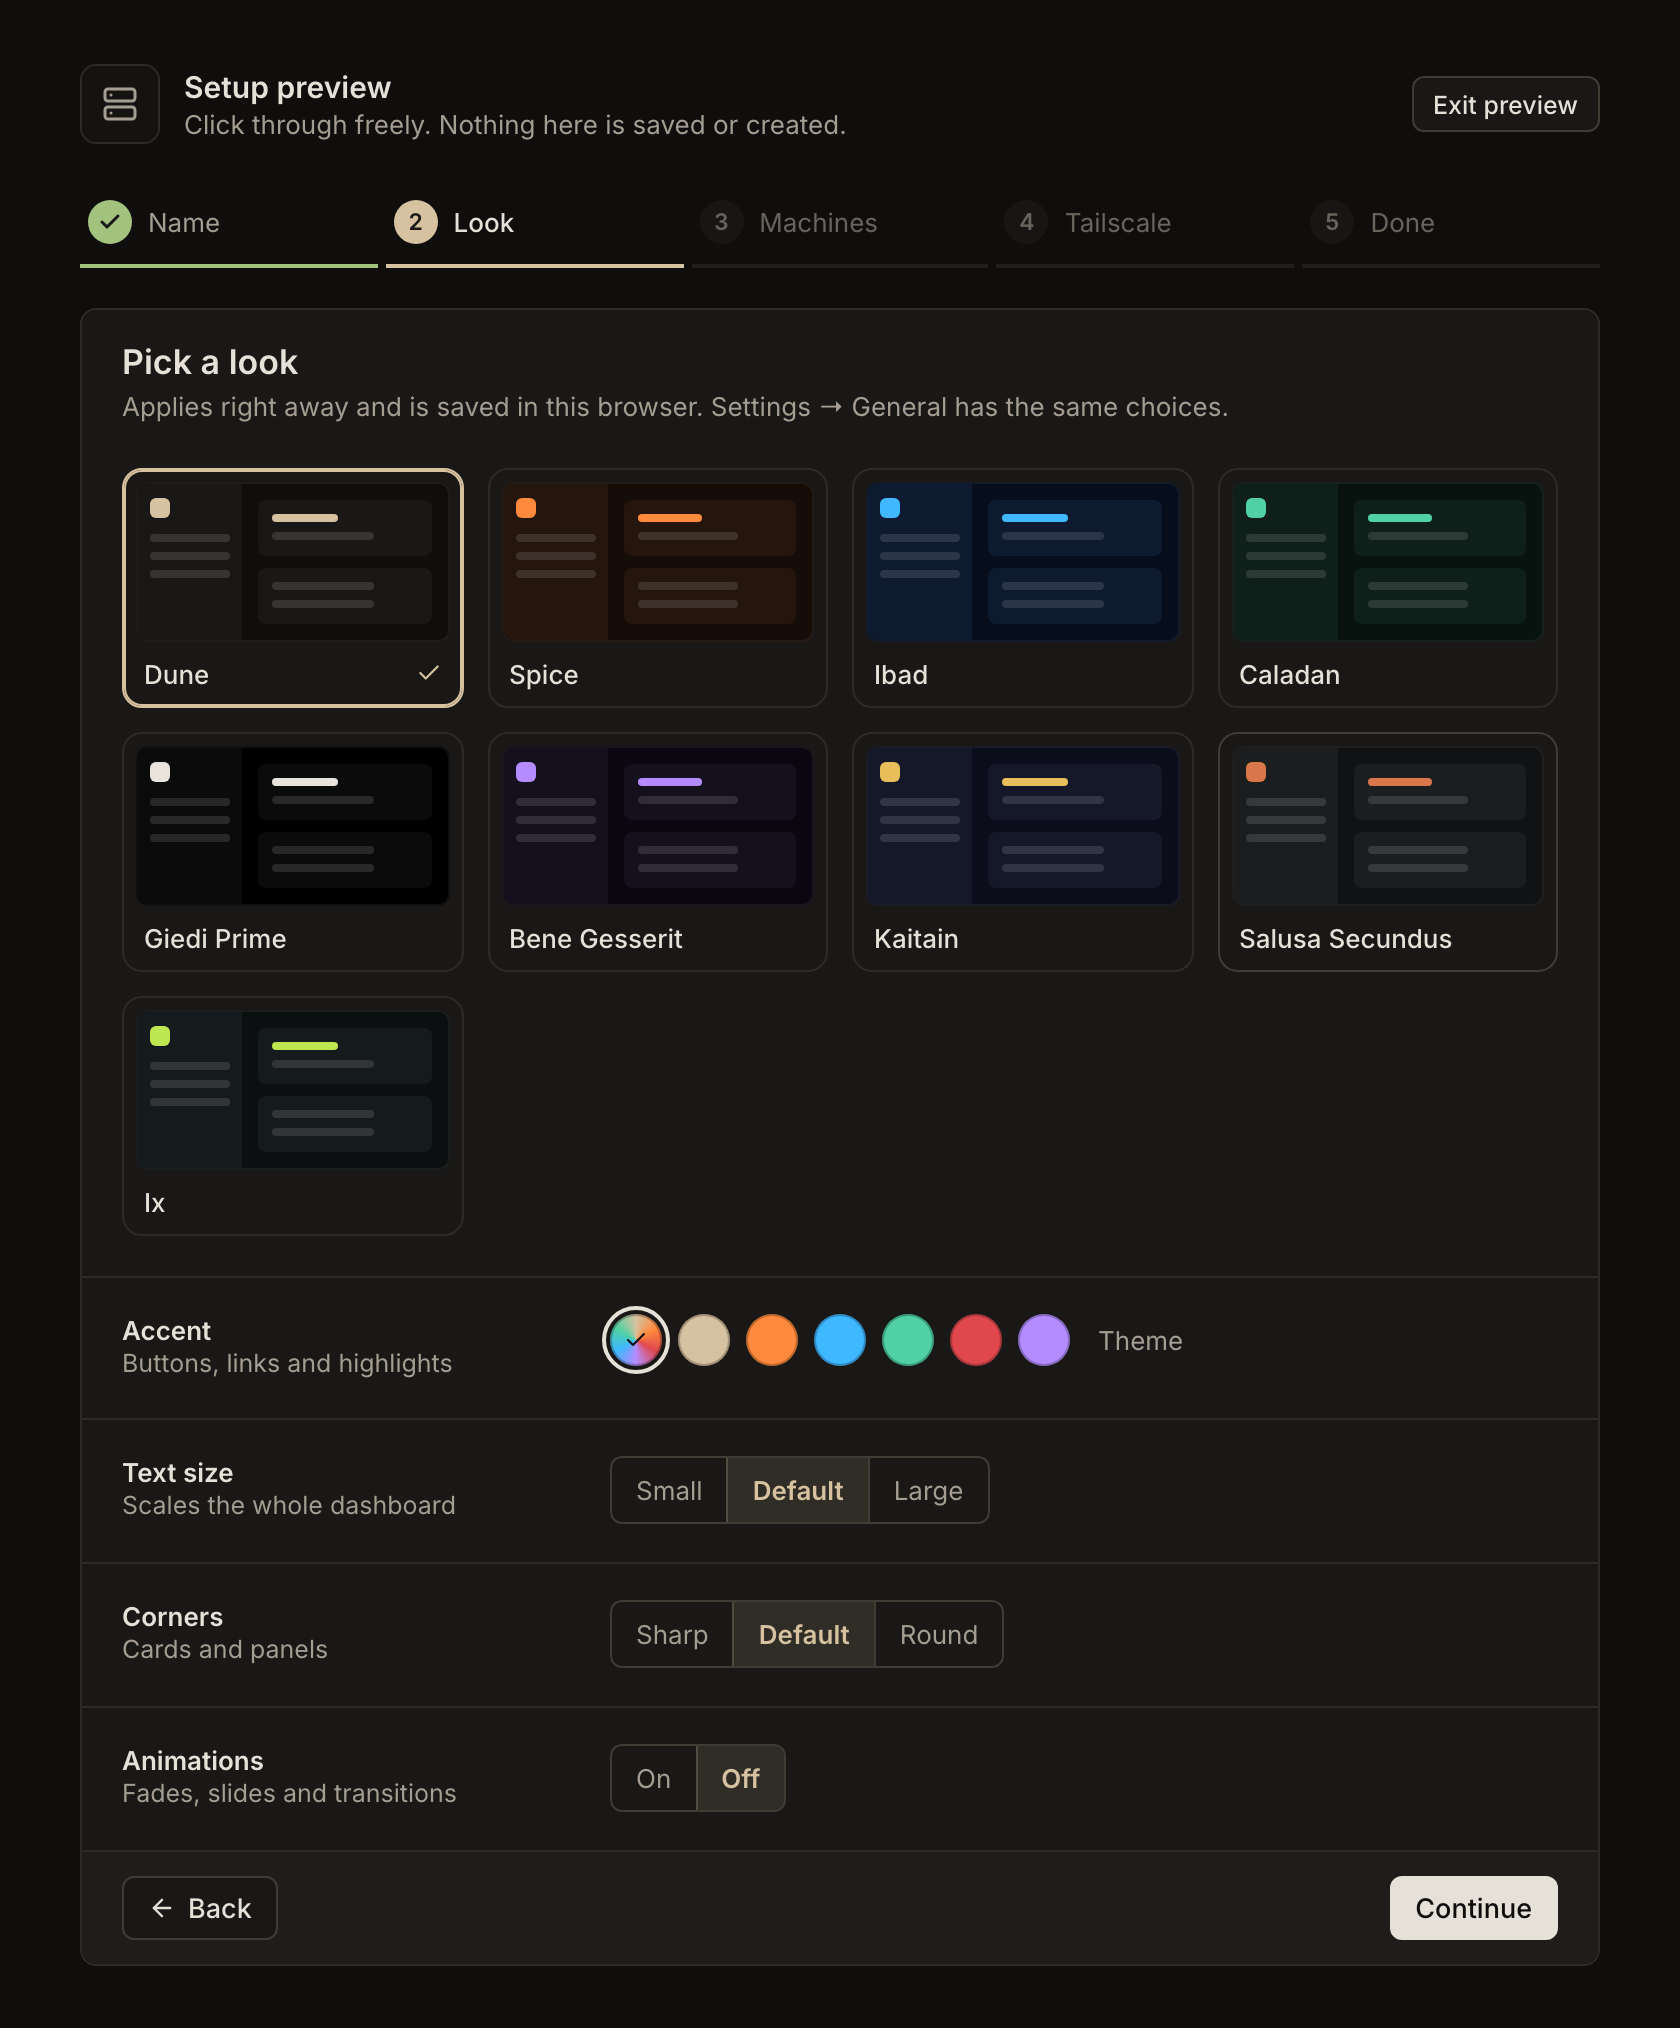 Setup preview
Click through freely. Nothing here is saved or created.
Exit preview
Name
2 Look
3 Machines
4 Tailscale
5 Done
Pick a look
Applies right away and is saved in this browser. Settings → General has the same choices.
Dune
Spice
Ibad
Caladan
Giedi Prime
Bene Gesserit
Kaitain
Salusa Secundus
Ix
Accent
Buttons, links and highlights
Theme
Text size
Scales the whole dashboard
Small Default Large
Corners
Cards and panels
Sharp Default Round
Animations
Fades, slides and transitions
On Off
← Back
Continue